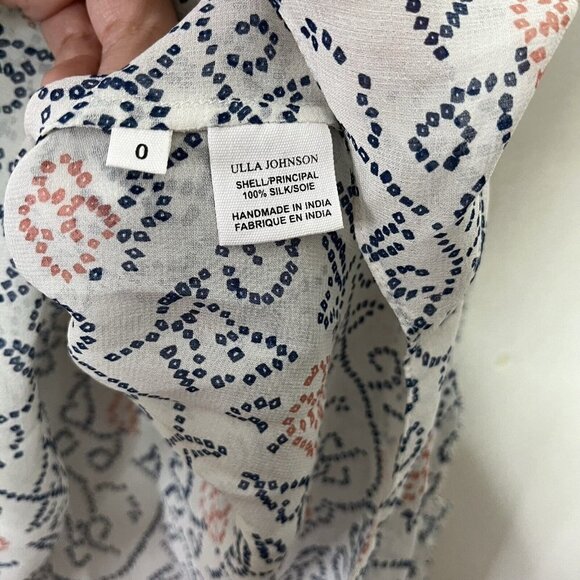 0
ULLA JOHNSON
SHELL/PRINCIPAL
100% SILK/SOIE
HANDMADE IN INDIA
FABRIQUE EN INDIA